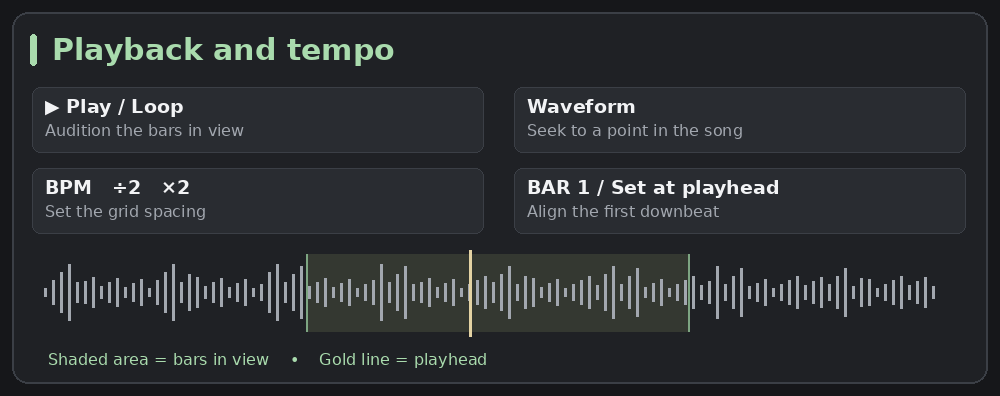 Playback and tempo
▶ Play / Loop
Audition the bars in view
Waveform
Seek to a point in the song
BPM ÷2 ×2
Set the grid spacing
BAR 1 / Set at playhead
Align the first downbeat
Shaded area = bars in view • Gold line = playhead